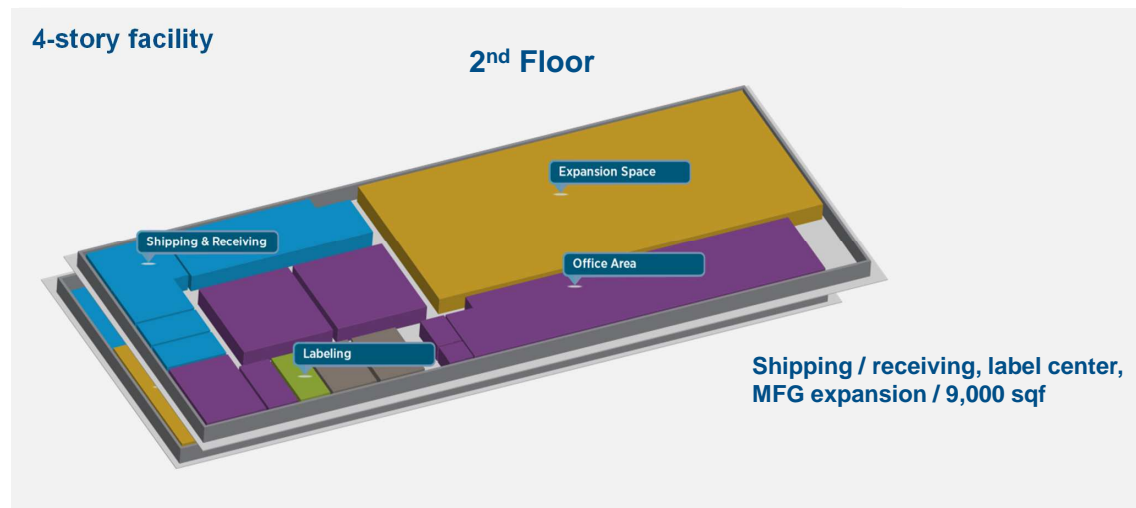 4-story facility
2nd Floor
Expansion Space
Shipping & Receiving
Office Area
Labeling
Shipping / receiving, label center,
MFG expansion / 9,000 sqf